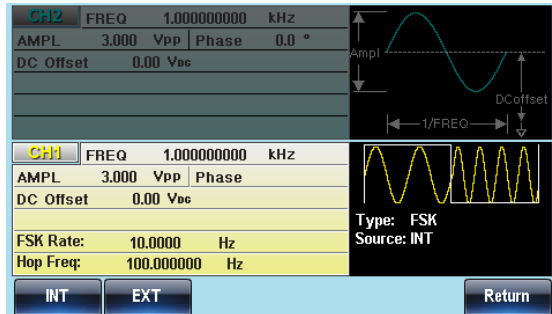 CH2 FREQ 1.000000000 kHz
AMPL 3.000 VPP Phase 0.0 °
DC Offset 0.00 VDC
Ampl
DCoffset
1/FREQ
CH1 FREQ 1.000000000 kHz
AMPL 3.000 VPP Phase
DC Offset 0.00 VDC
FSK Rate: 10.0000 Hz
Hop Freq: 100.000000 Hz
Type: FSK
Source: INT
INT EXT Return